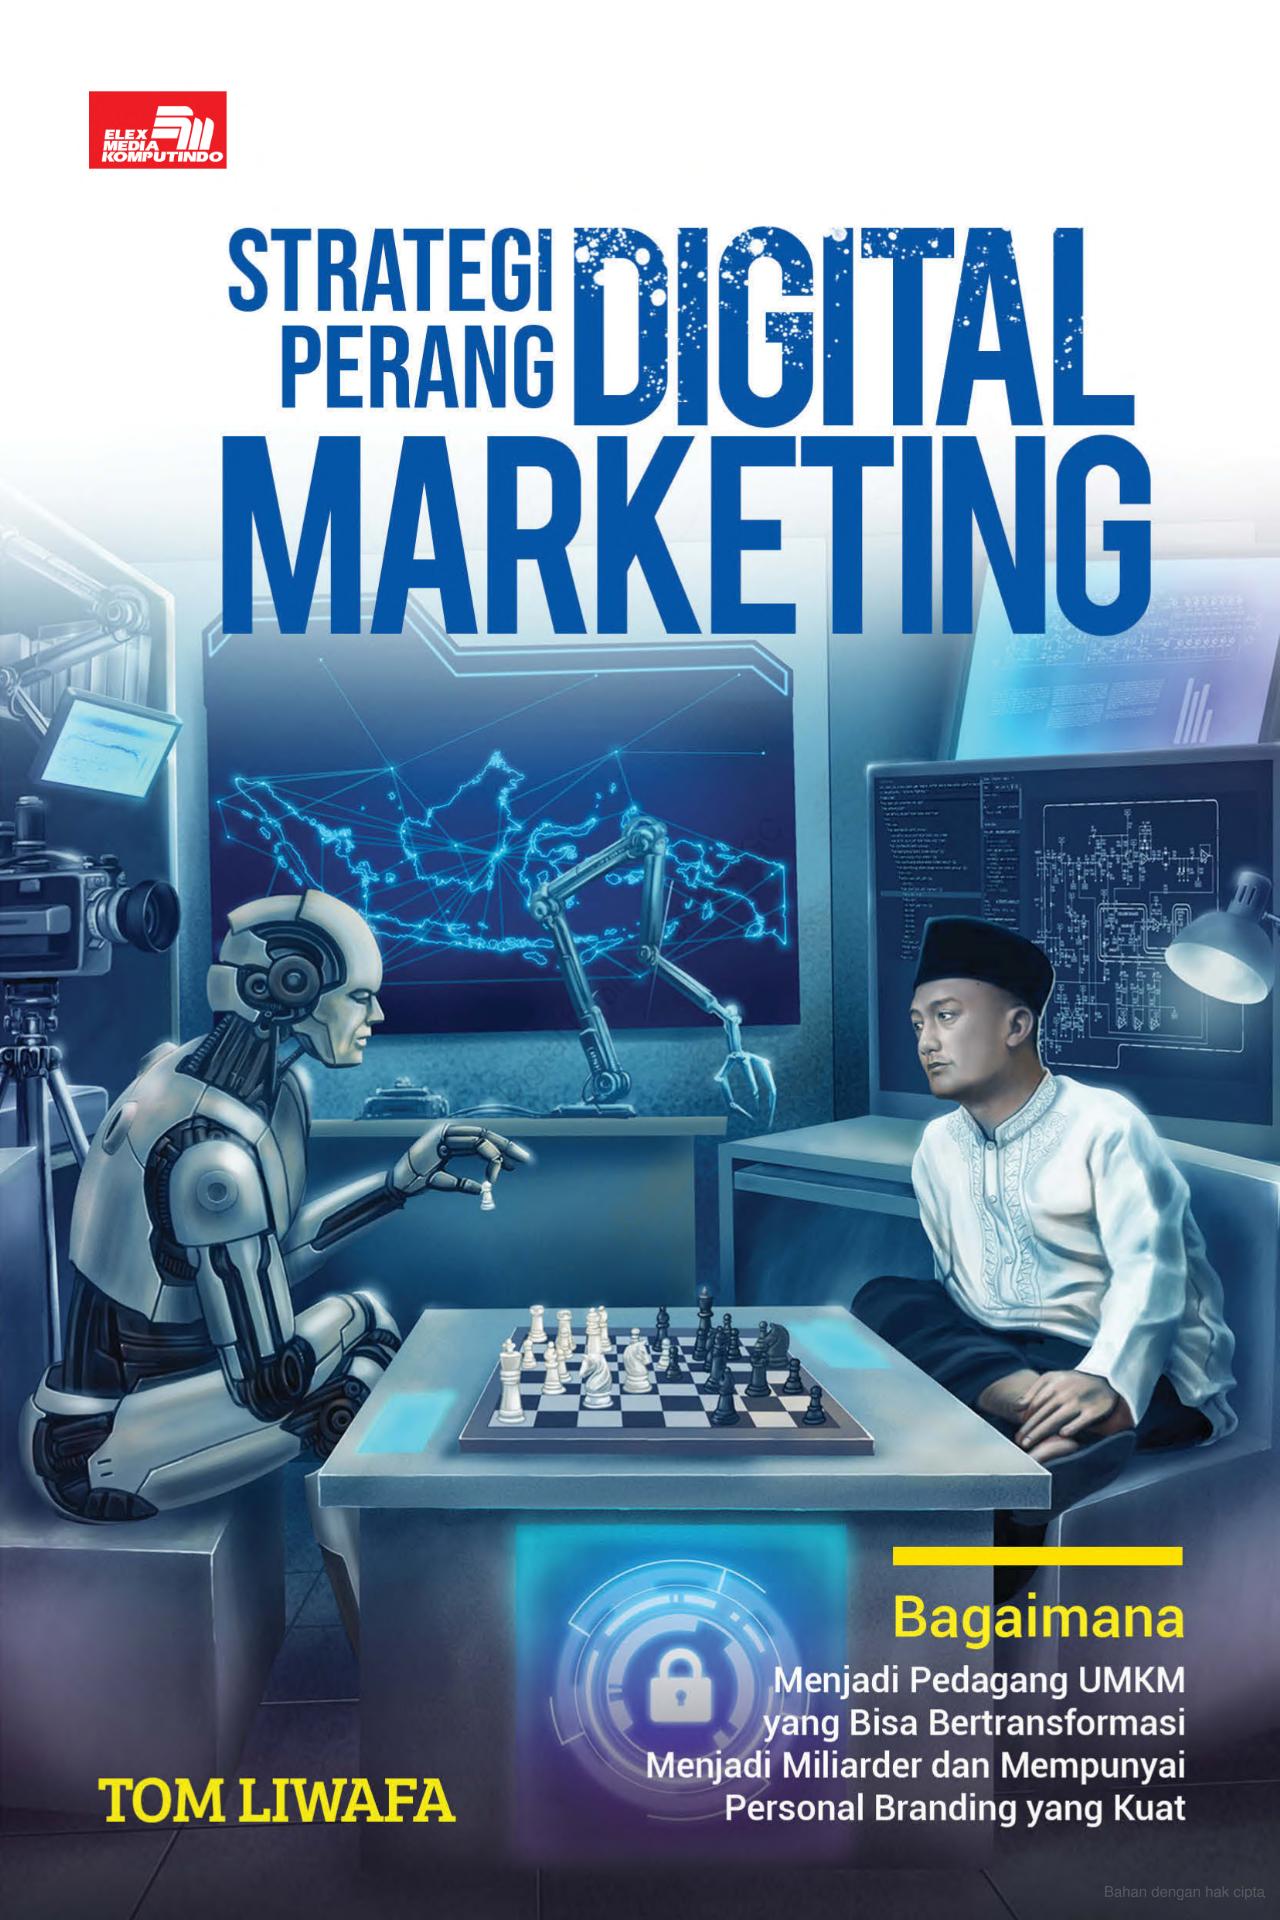 ELEX
MEDIA
KOMPUTINDO
STRATEGI
PERANG
DIGITAL
MARKETING
Bagaimana
Menjadi Pedagang UMKM
yang Bisa Bertransformasi
Menjadi Miliarder dan Mempunyai
Personal Branding yang Kuat
TOM LIWAFA
Bahan dengan hak cipta